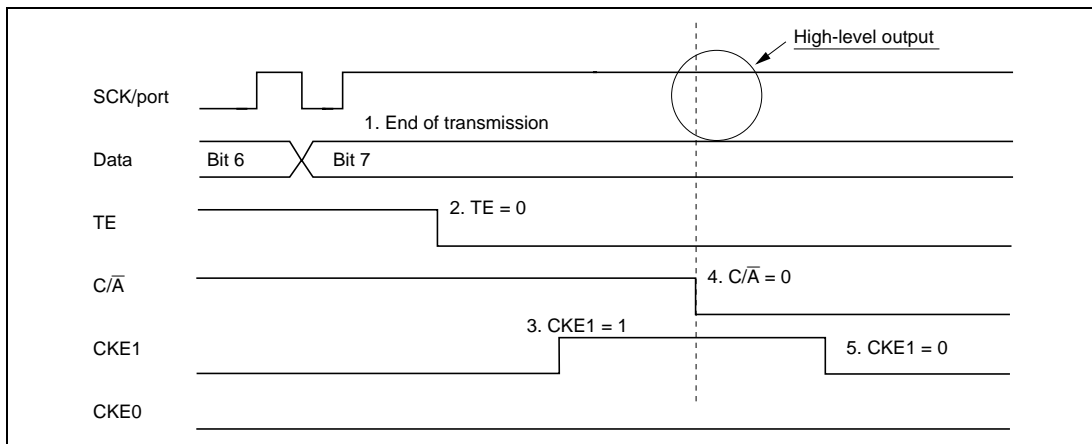 High-level output
SCK/port
1. End of transmission
Data
Bit 6
Bit 7
TE
2. TE = 0
C/A̅
4. C/A̅ = 0
3. CKE1 = 1
CKE1
5. CKE1 = 0
CKE0